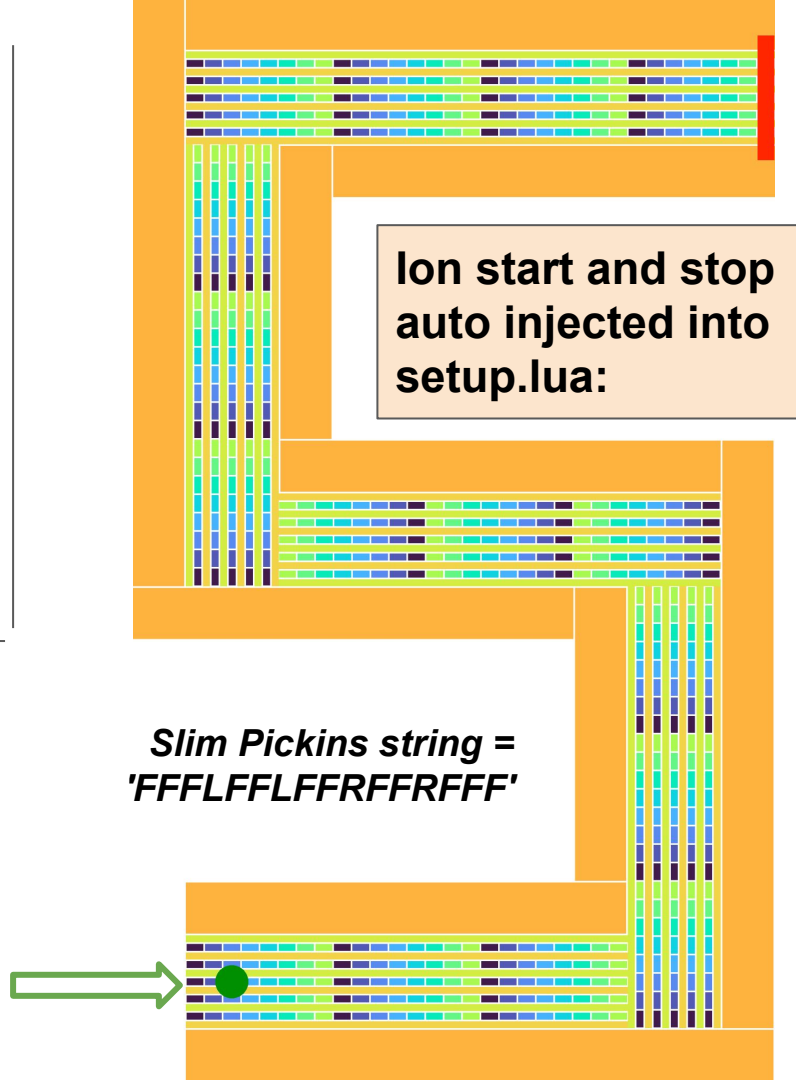 Ion start and stop
auto injected into
setup.lua:
Slim Pickins string =
'FFFLFFLFFRFFRFFF'